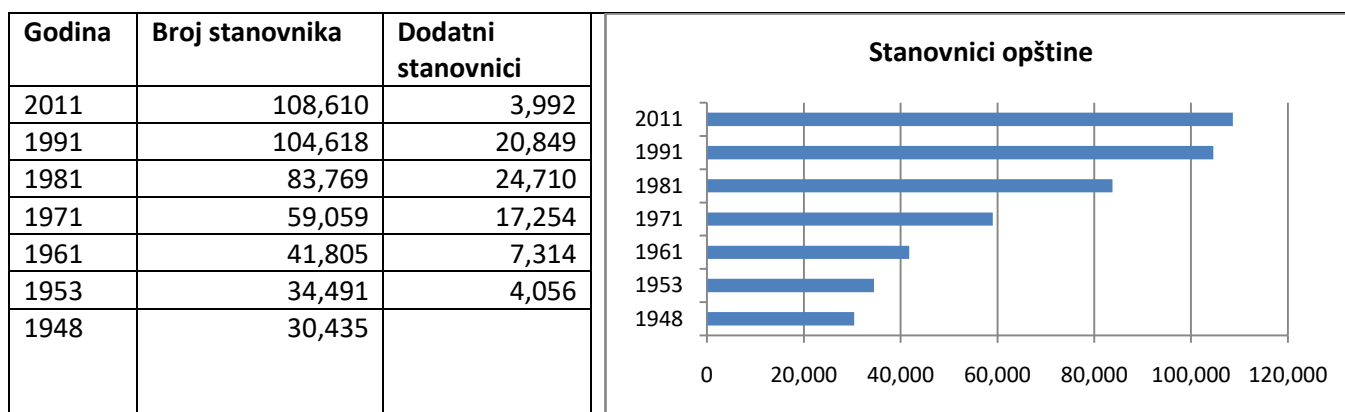 Godina Broj stanovnika Dodatni stanovnici
2011 108,610 3,992
1991 104,618 20,849
1981 83,769 24,710
1971 59,059 17,254
1961 41,805 7,314
1953 34,491 4,056
1948 30,435
Stanovnici opštine
2011
1991
1981
1971
1961
1953
1948
0 20,000 40,000 60,000 80,000 100,000 120,000